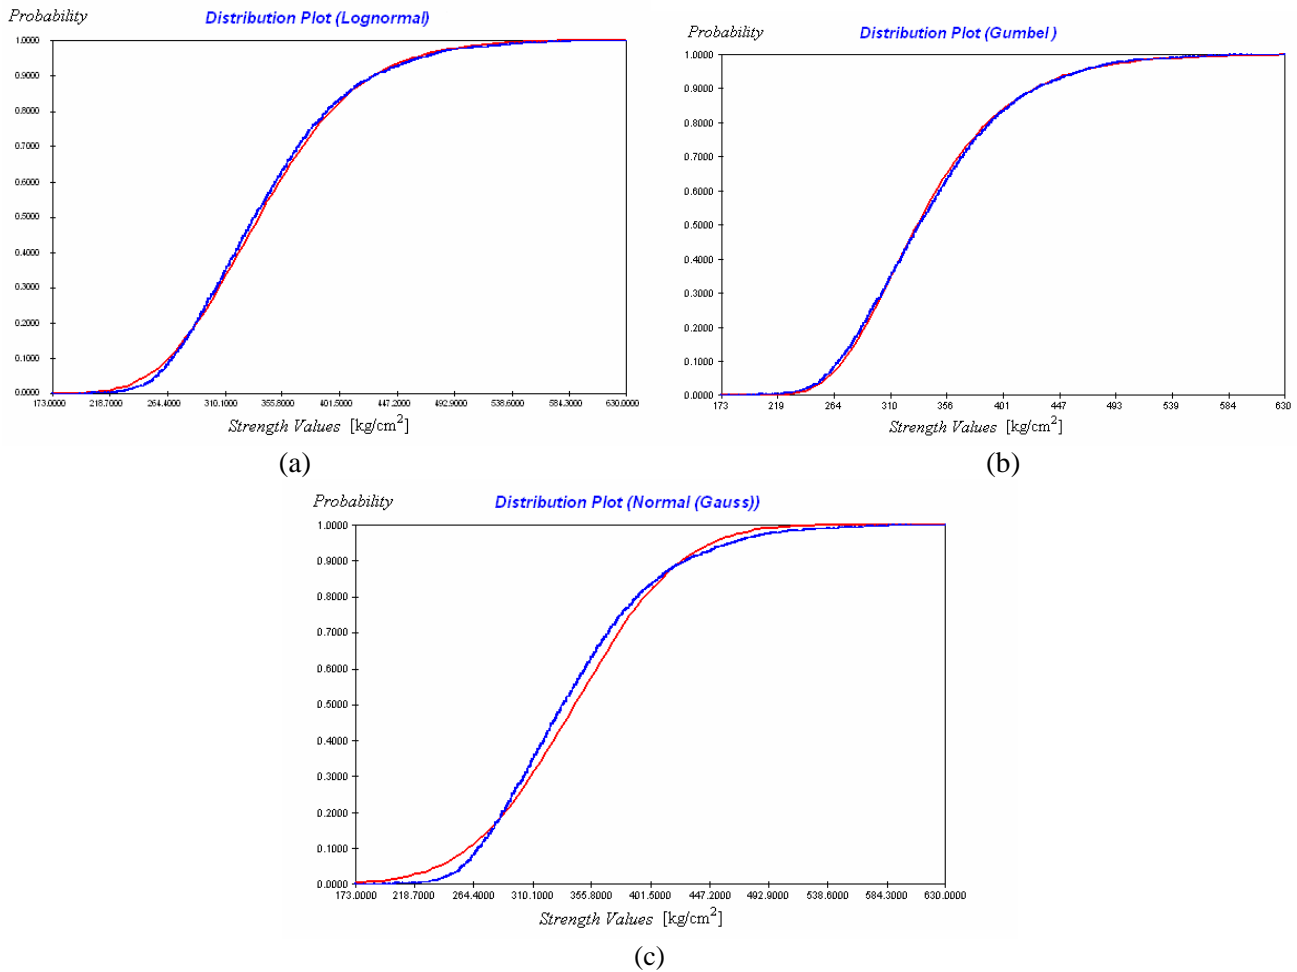 Probability
Distribution Plot (Lognormal)
1.0000
0.9000
0.8000
0.7000
0.6000
0.5000
0.4000
0.3000
0.2000
0.1000
0.0000
173.0000 218.7000 264.4000 310.1000 355.8000 401.5000 447.2000 492.9000 538.6000 584.3000 630.0000
Strength Values [kg/cm²]
(a)
Probability
Distribution Plot (Gumbel )
1.0000
0.9000
0.8000
0.7000
0.6000
0.5000
0.4000
0.3000
0.2000
0.1000
0.0000
173 219 264 310 356 401 447 493 539 584 630
Strength Values [kg/cm²]
(b)
Probability
Distribution Plot (Normal (Gauss))
1.0000
0.9000
0.8000
0.7000
0.6000
0.5000
0.4000
0.3000
0.2000
0.1000
0.0000
173.0000 218.7000 264.4000 310.1000 355.8000 401.5000 447.2000 492.9000 538.6000 584.3000 630.0000
Strength Values [kg/cm²]
(c)